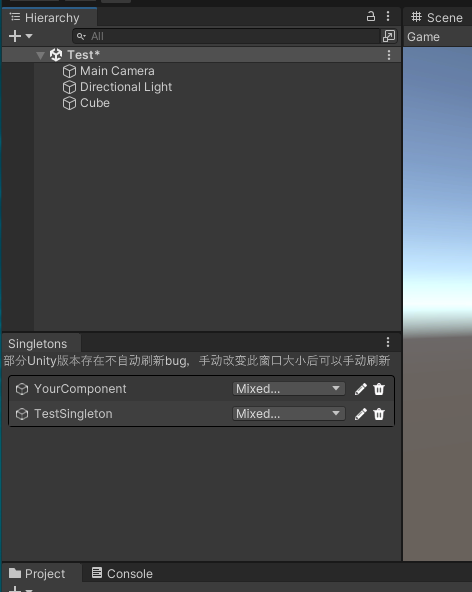 Hierarchy
Scene
All
Game
Test*
Main Camera
Directional Light
Cube
Singletons
部分Unity版本存在不自动刷新bug，手动改变此窗口大小后可以手动刷新
YourComponent
Mixed...
TestSingleton
Mixed...
Project
Console